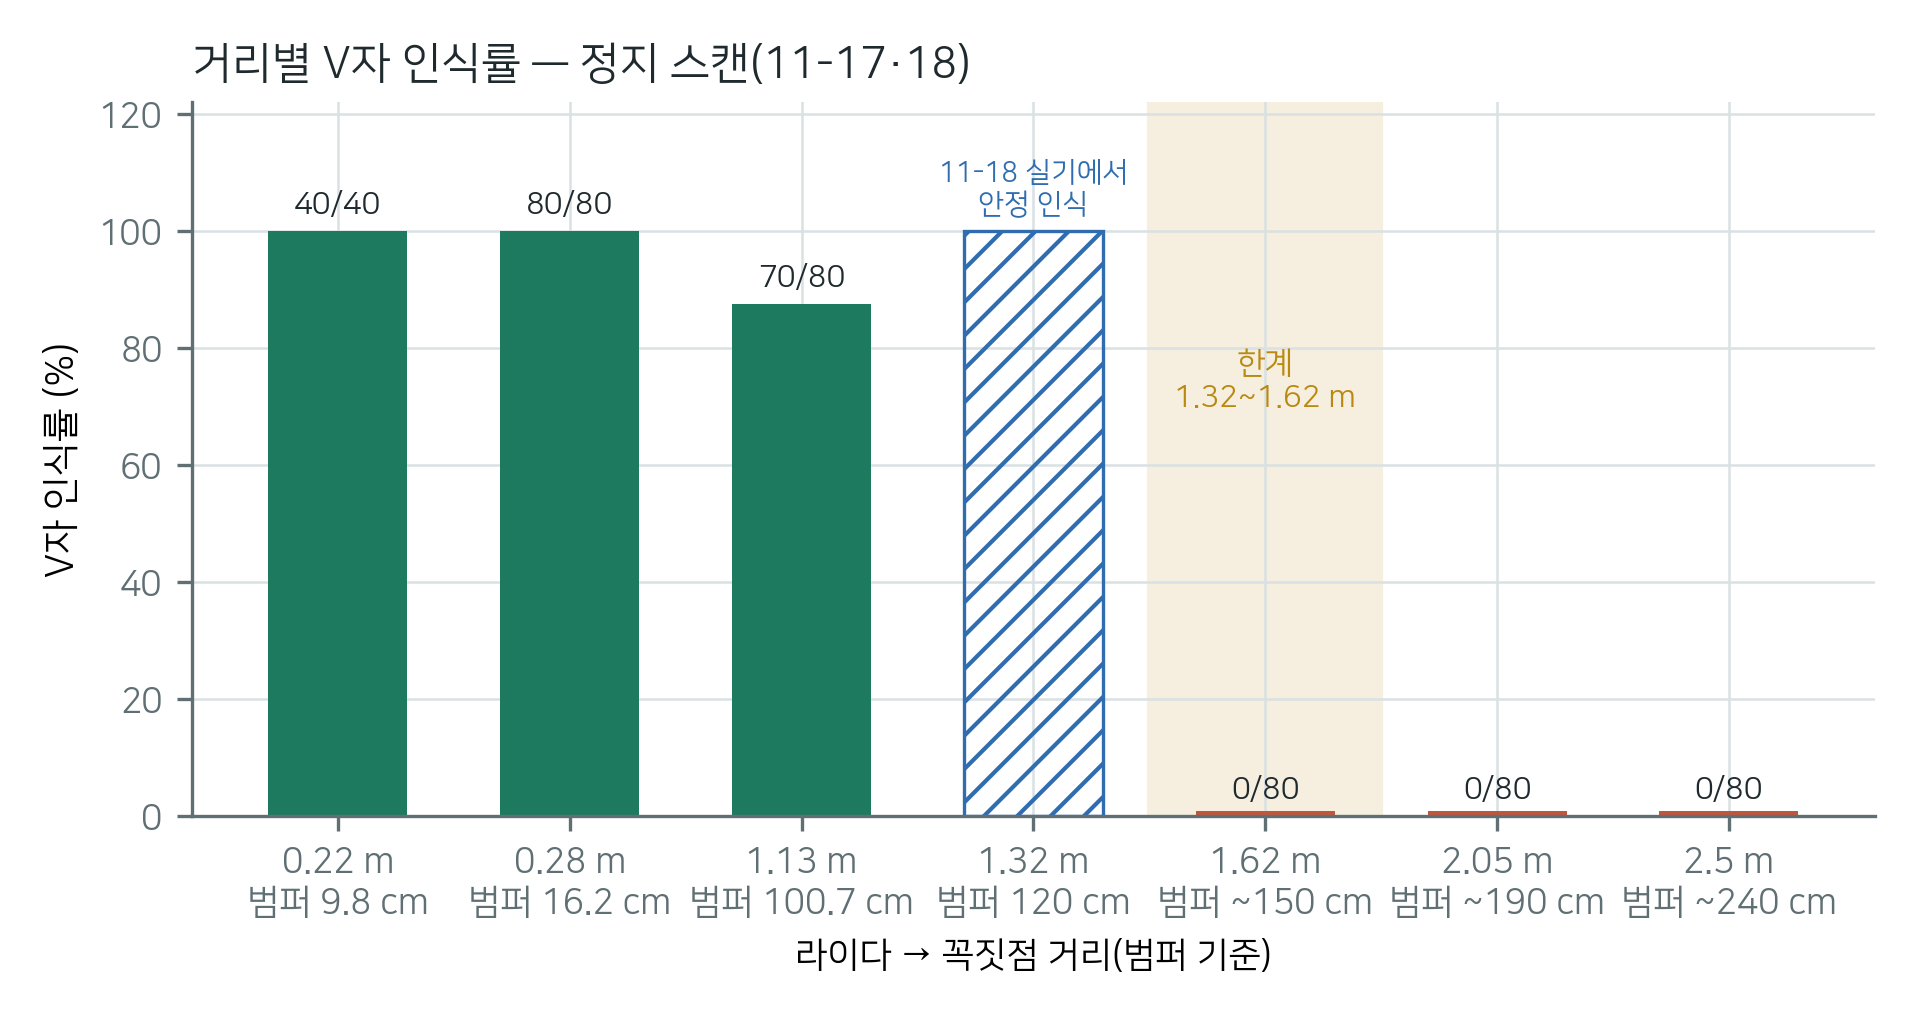 거리별 V자 인식률 — 정지 스캔(11-17·18)
V자 인식률 (%)
120
100
80
60
40
20
0
40/40
80/80
70/80
11-18 실기에서
안정 인식
한계
1.32~1.62 m
0/80
0/80
0/80
0.22 m
범퍼 9.8 cm
0.28 m
범퍼 16.2 cm
1.13 m
범퍼 100.7 cm
1.32 m
범퍼 120 cm
1.62 m
범퍼 ~150 cm
2.05 m
범퍼 ~190 cm
2.5 m
범퍼 ~240 cm
라이다 → 꼭짓점 거리(범퍼 기준)